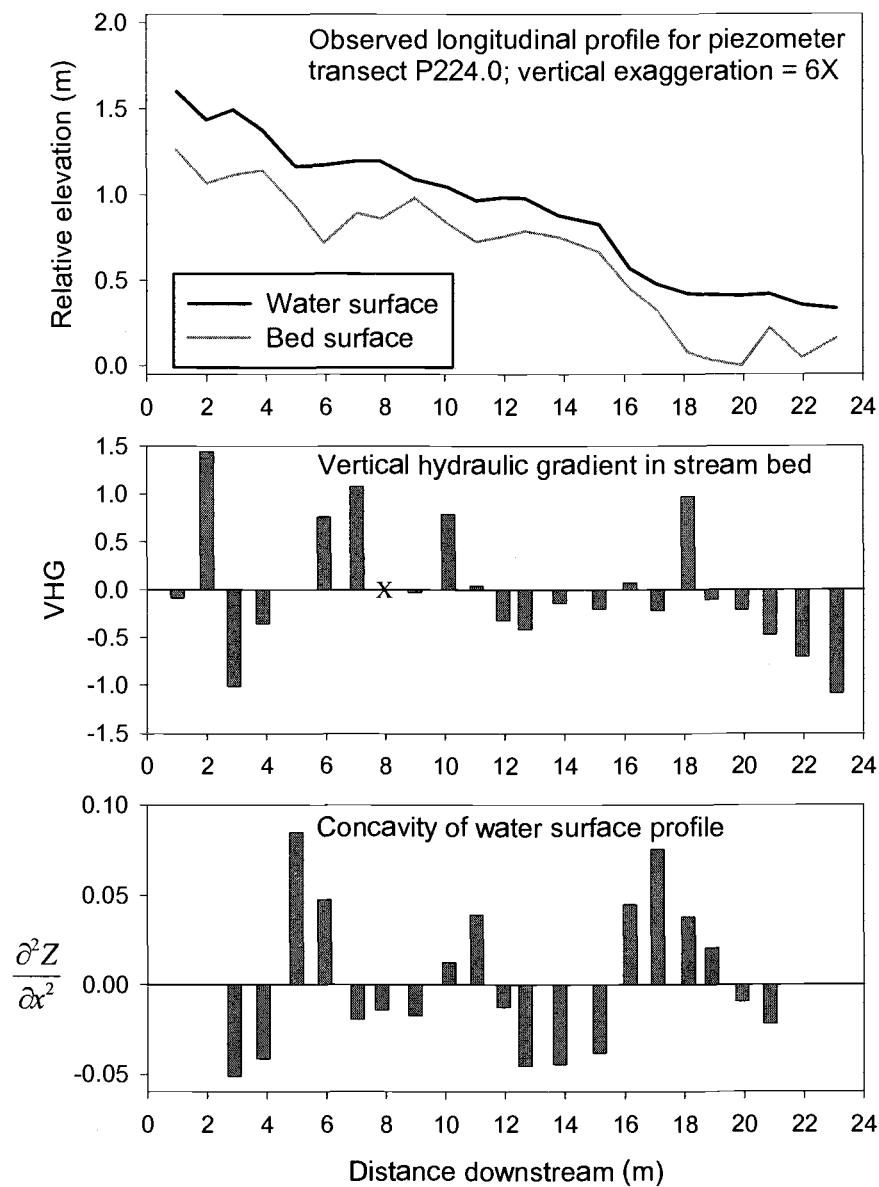 Observed longitudinal profile for piezometer
transect P224.0; vertical exaggeration = 6X
Relative elevation (m)
2.0
1.5
1.0
0.5
0.0
Water surface
Bed surface
0 2 4 6 8 10 12 14 16 18 20 22 24
Vertical hydraulic gradient in stream bed
VHG
1.5
1.0
0.5
0.0
-0.5
-1.0
-1.5
X
0 2 4 6 8 10 12 14 16 18 20 22 24
Concavity of water surface profile
∂²Z
∂x²
0.10
0.05
0.00
-0.05
0 2 4 6 8 10 12 14 16 18 20 22 24
Distance downstream (m)